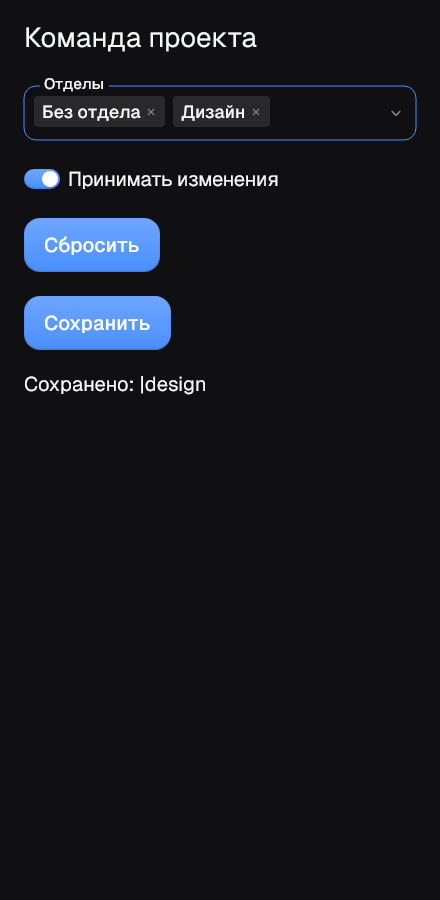 Команда проекта
Отделы
Без отдела × Дизайн ×
Принимать изменения
Сбросить
Сохранить
Сохранено: |design